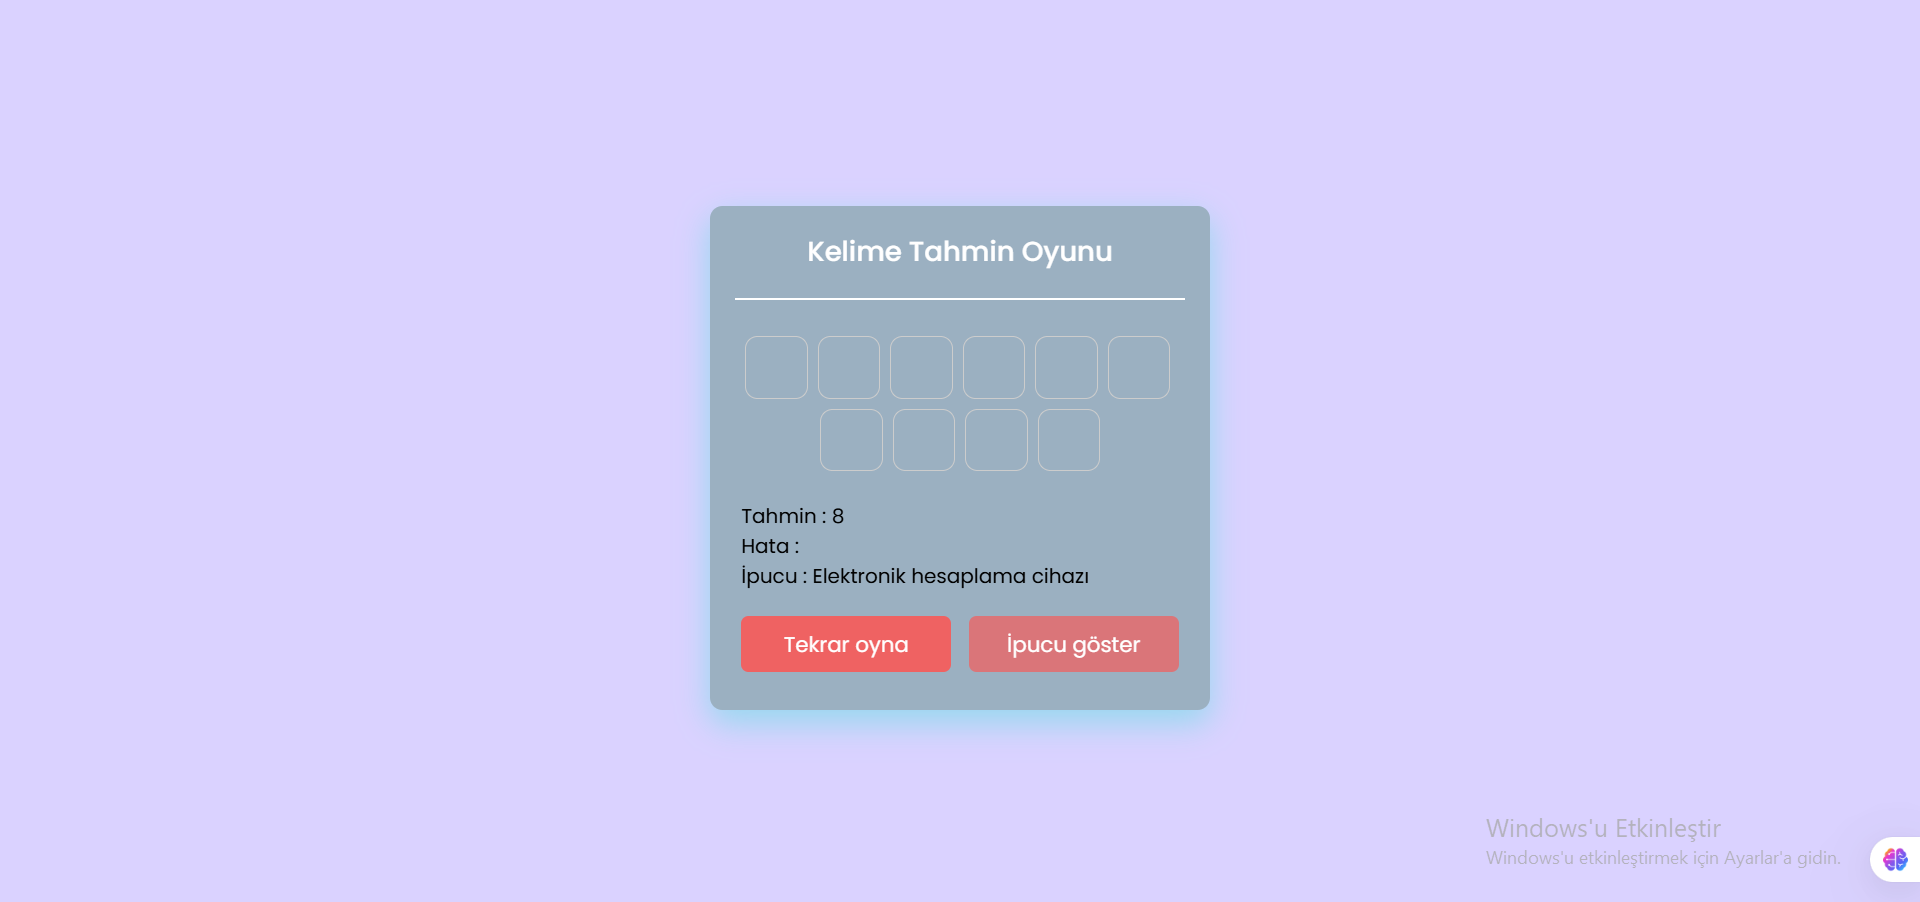 Kelime Tahmin Oyunu
Tahmin : 8
Hata :
İpucu : Elektronik hesaplama cihazı
Tekrar oyna
İpucu göster
Windows'u Etkinleştir
Windows'u etkinleştirmek için Ayarlar'a gidin.